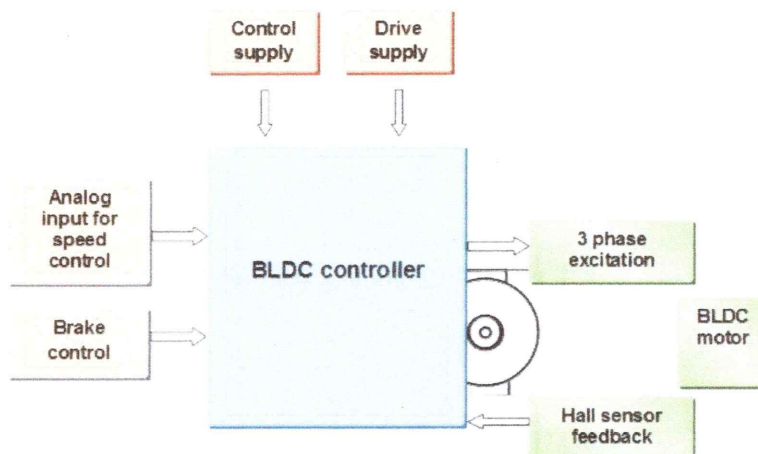 Control
supply
Drive
supply
Analog
input for
speed
control
BLDC controller
3 phase
excitation
Brake
control
BLDC
motor
Hall sensor
feedback